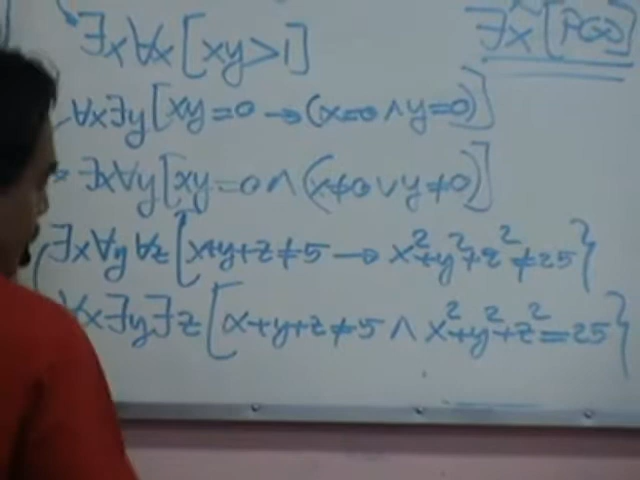 ∃x∀x[xy>1]
∃x[P(x)]
∀x∃y[xy=0→(x=0∧y=0)]
∃x∀y[xy=0∧(x≠0∨y≠0)]
∃x∀y∀z[x+y+z≠5→x²+y²+z²≠25}
∀x∃y∃z[x+y+z≠5∧x²+y²+z²=25}